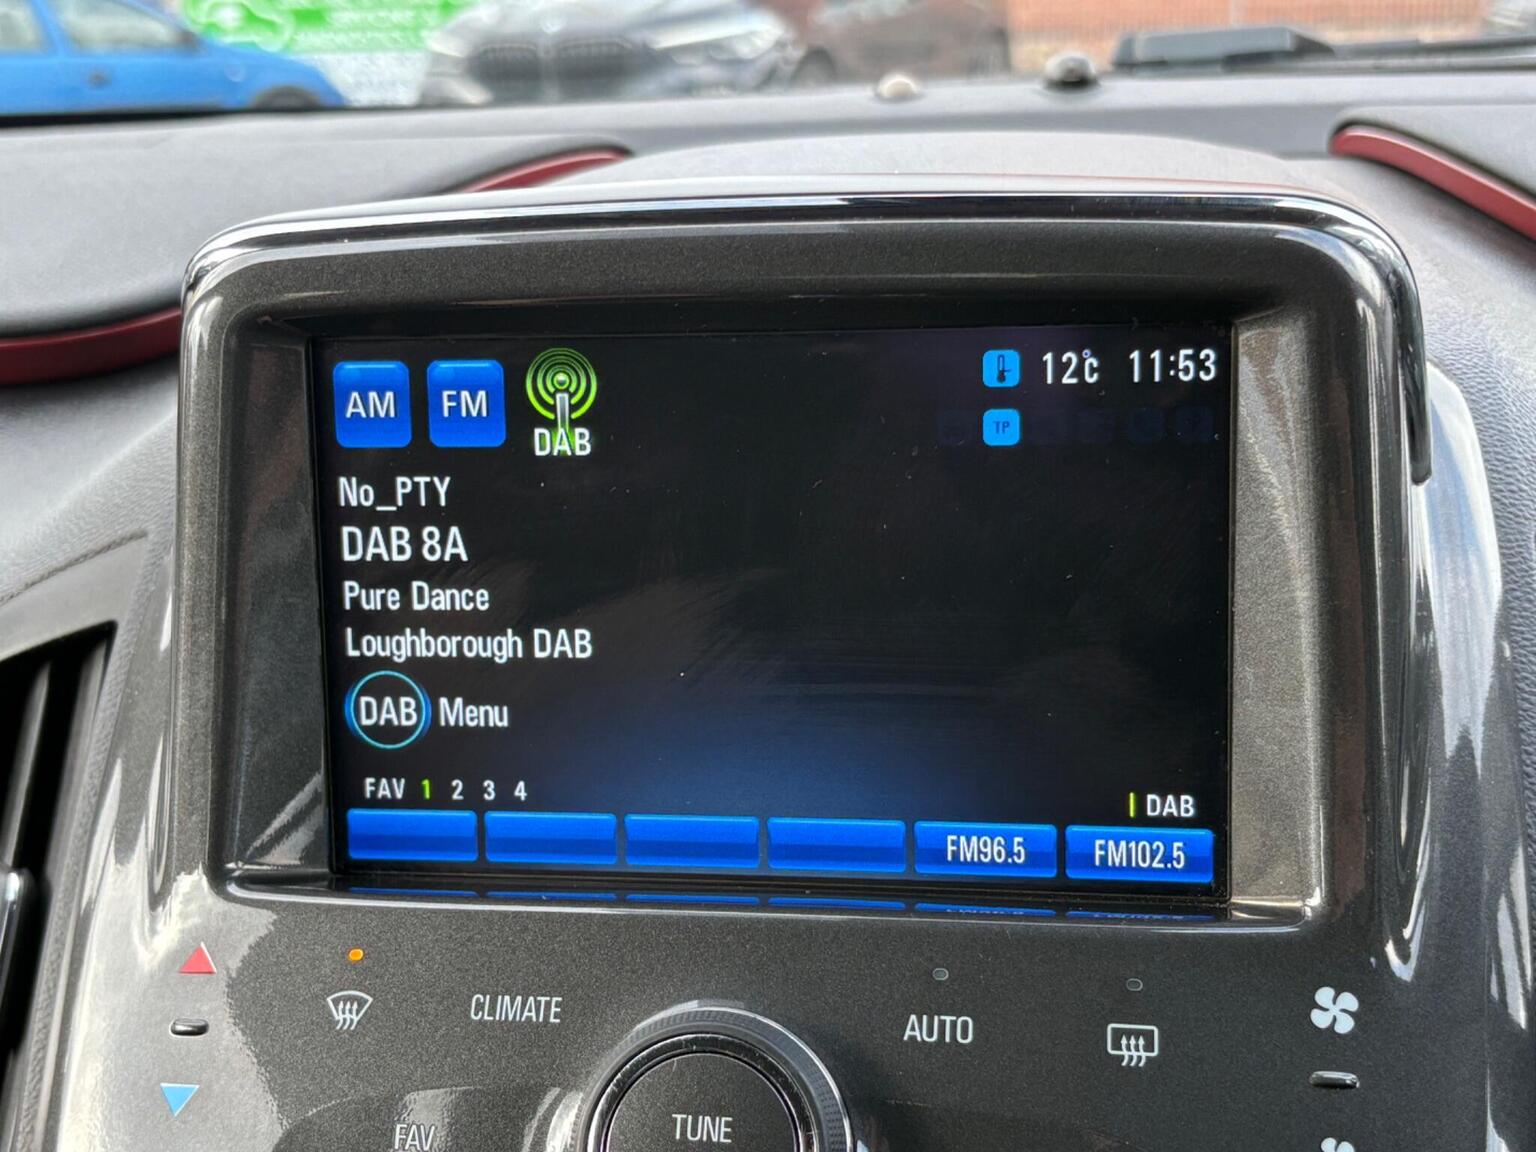 AM FM DAB 12°C 11:53
TP
No_PTY
DAB 8A
Pure Dance
Loughborough DAB
DAB Menu
FAV 1 2 3 4
DAB
FM96.5 FM102.5
CLIMATE
AUTO
FAV
TUNE